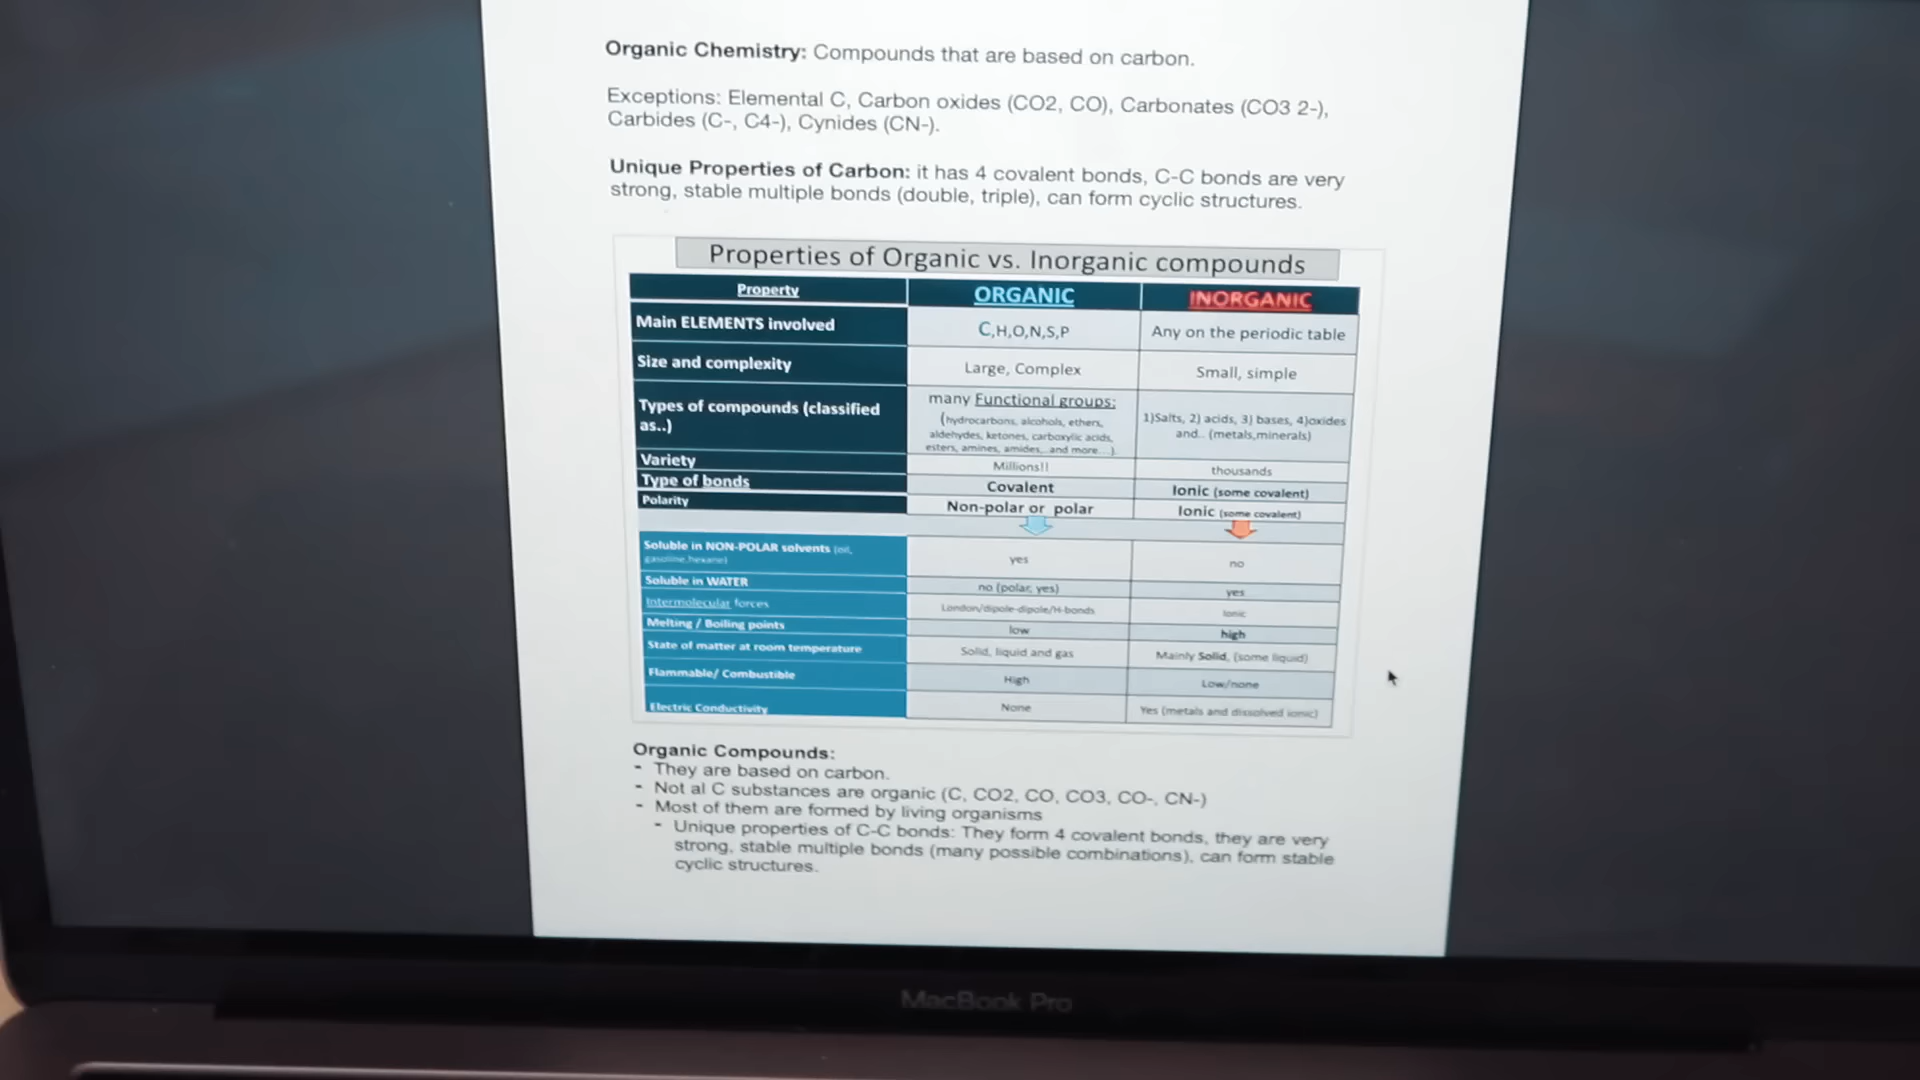 Organic Chemistry: Compounds that are based on carbon.
Exceptions: Elemental C, Carbon oxides (CO2, CO), Carbonates (CO3 2-),
Carbides (C-, C4-), Cynides (CN-).
Unique Properties of Carbon: it has 4 covalent bonds, C-C bonds are very
strong, stable multiple bonds (double, triple), can form cyclic structures.
Properties of Organic vs. Inorganic compounds
Property ORGANIC INORGANIC
Main ELEMENTS involved C,H,O,N,S,P Any on the periodic table
Size and complexity Large, Complex Small, simple
Types of compounds (classified
as..)
many Functional groups:
(hydrocarbons, alcohols, ethers,
aldehydes, ketones, carboxylic acids,
esters, amines, amides,..and more....).
1)Salts, 2) acids, 3) bases, 4)oxides
and.. (metals,minerals)
Variety Millions!! thousands
Type of bonds Covalent Ionic (some covalent)
Polarity Non-polar or polar Ionic (some covalent)
Soluble in NON-POLAR solvents (oil,
gasoline,hexane) yes no
Soluble in WATER no (polar, yes) yes
Intermolecular forces London/dipole-dipole/H-bonds Ionic
Melting / Boiling points low high
State of matter at room temperature Solid, liquid and gas Mainly Solid, (some liquid)
Flammable/ Combustible High Low/none
Electric Conductivity None Yes (metals and dissolved ionic)
Organic Compounds:
- They are based on carbon.
- Not al C substances are organic (C, CO2, CO, CO3, CO-, CN-)
- Most of them are formed by living organisms
- Unique properties of C-C bonds: They form 4 covalent bonds, they are very
strong, stable multiple bonds (many possible combinations), can form stable
cyclic structures.
MacBook Pro